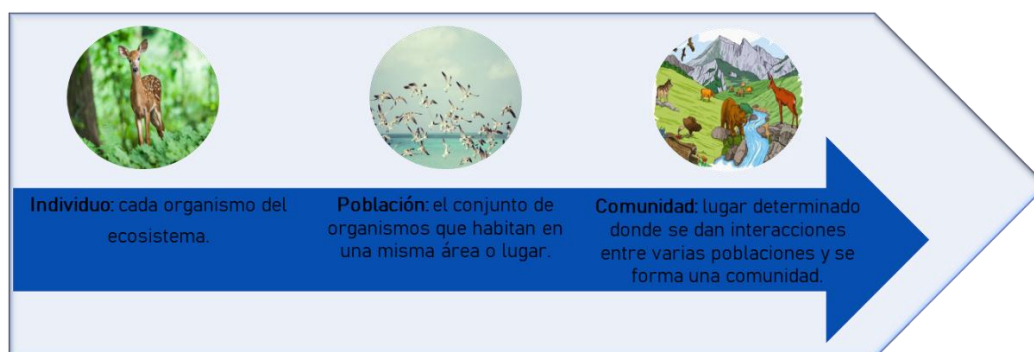 Individuo: cada organismo del
ecosistema.
Población: el conjunto de
organismos que habitan en
una misma área o lugar.
Comunidad: lugar determinado
donde se dan interacciones
entre varias poblaciones y se
forma una comunidad.